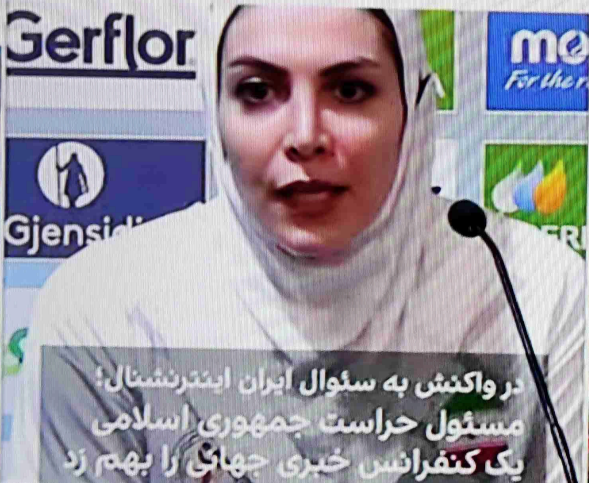 Gerflor
mo
For the r
Gjensidi
در واکنش به سئوال ایران اینترنشنال؛
مسئول حراست جمهوری اسلامی
یک کنفرانس خبری جهانی را بهم زد